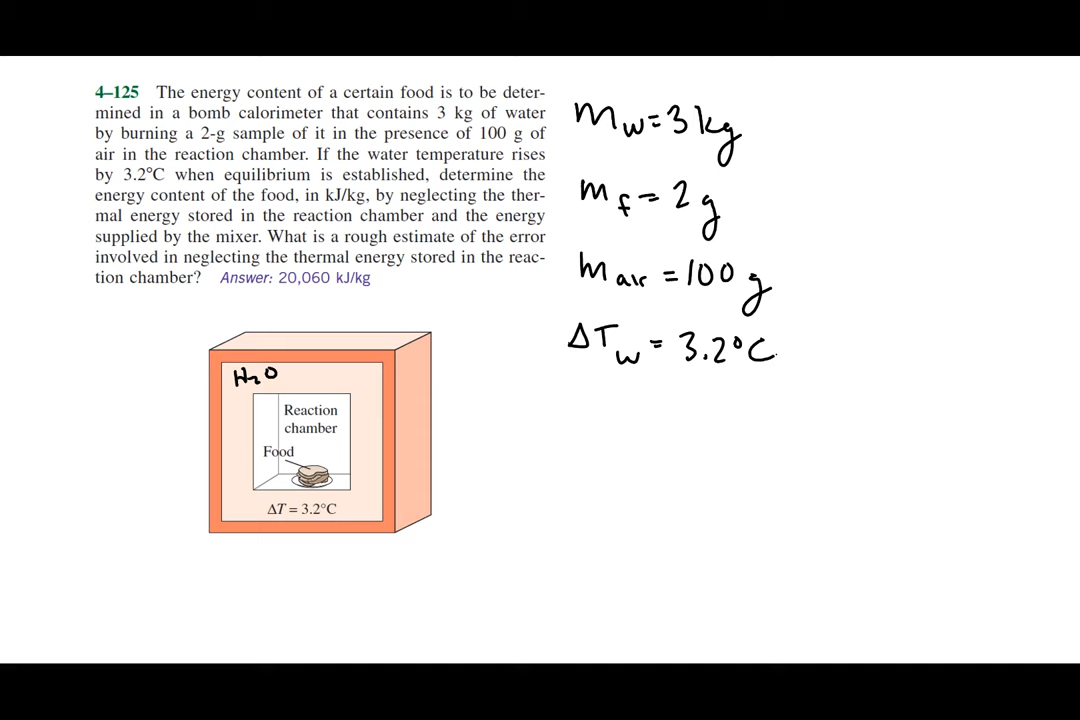 4–125 The energy content of a certain food is to be deter-
mined in a bomb calorimeter that contains 3 kg of water
by burning a 2-g sample of it in the presence of 100 g of
air in the reaction chamber. If the water temperature rises
by 3.2°C when equilibrium is established, determine the
energy content of the food, in kJ/kg, by neglecting the ther-
mal energy stored in the reaction chamber and the energy
supplied by the mixer. What is a rough estimate of the error
involved in neglecting the thermal energy stored in the reac-
tion chamber? Answer: 20,060 kJ/kg
H₂O
Reaction
chamber
Food
ΔT = 3.2°C
m_w = 3 kg
m_f = 2 g
m_air = 100 g
ΔT_w = 3.2°C